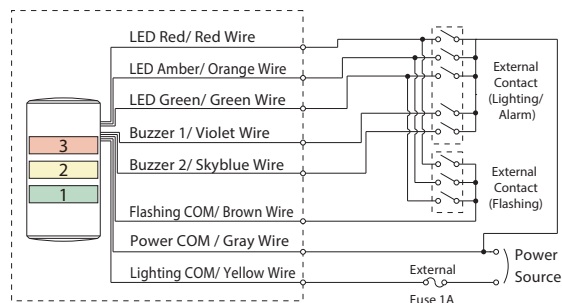 LED Red/ Red Wire
LED Amber/ Orange Wire
LED Green/ Green Wire
Buzzer 1/ Violet Wire
Buzzer 2/ Skyblue Wire
Flashing COM/ Brown Wire
Power COM / Gray Wire
Lighting COM/ Yellow Wire
3
2
1
External
Contact
(Lighting/
Alarm)
External
Contact
(Flashing)
Power
Source
External
Fuse 1A